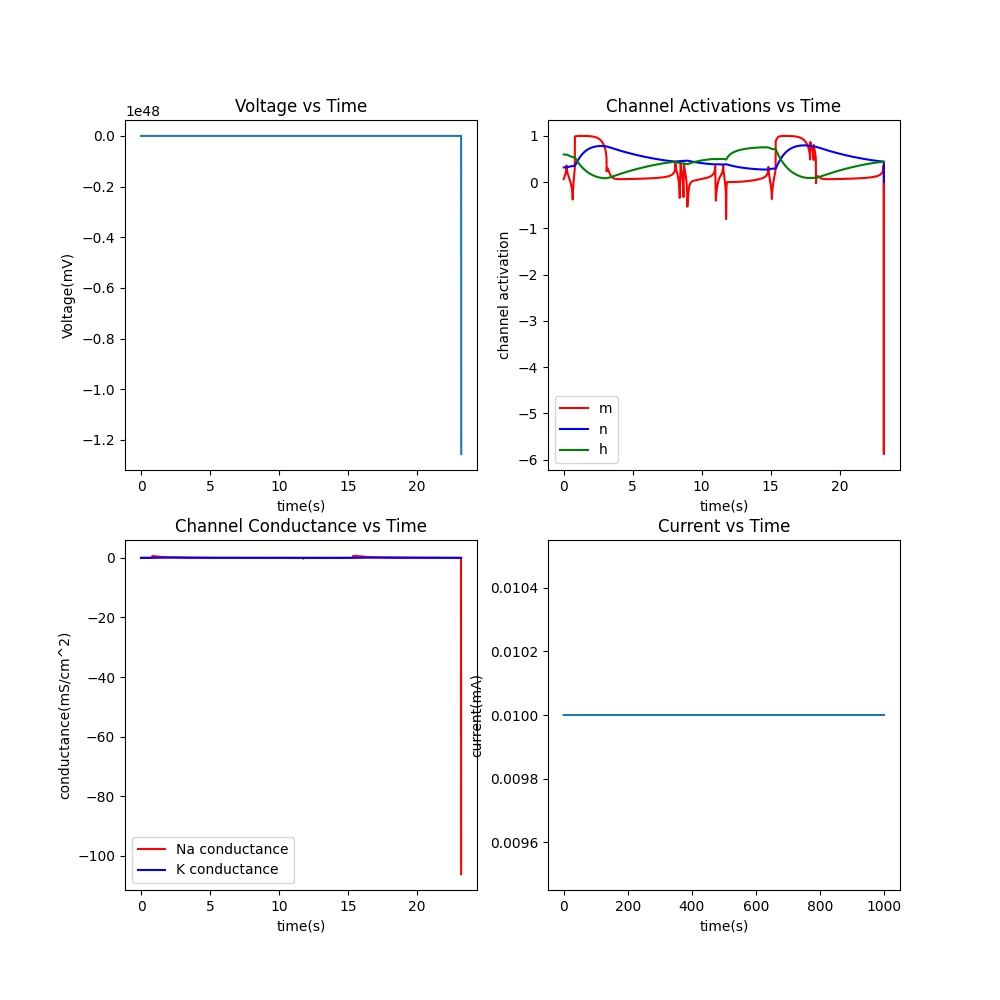 Voltage vs Time
1e48
0.0
−0.2
−0.4
−0.6
−0.8
−1.0
−1.2
Voltage(mV)
0 5 10 15 20
time(s)
Channel Activations vs Time
1
0
−1
−2
−3
−4
−5
−6
channel activation
m
n
h
0 5 10 15 20
time(s)
Channel Conductance vs Time
0
−20
−40
−60
−80
−100
conductance(mS/cm^2)
Na conductance
K conductance
0 5 10 15 20
time(s)
Current vs Time
0.0104
0.0102
0.0100
0.0098
0.0096
current(mA)
0 200 400 600 800 1000
time(s)